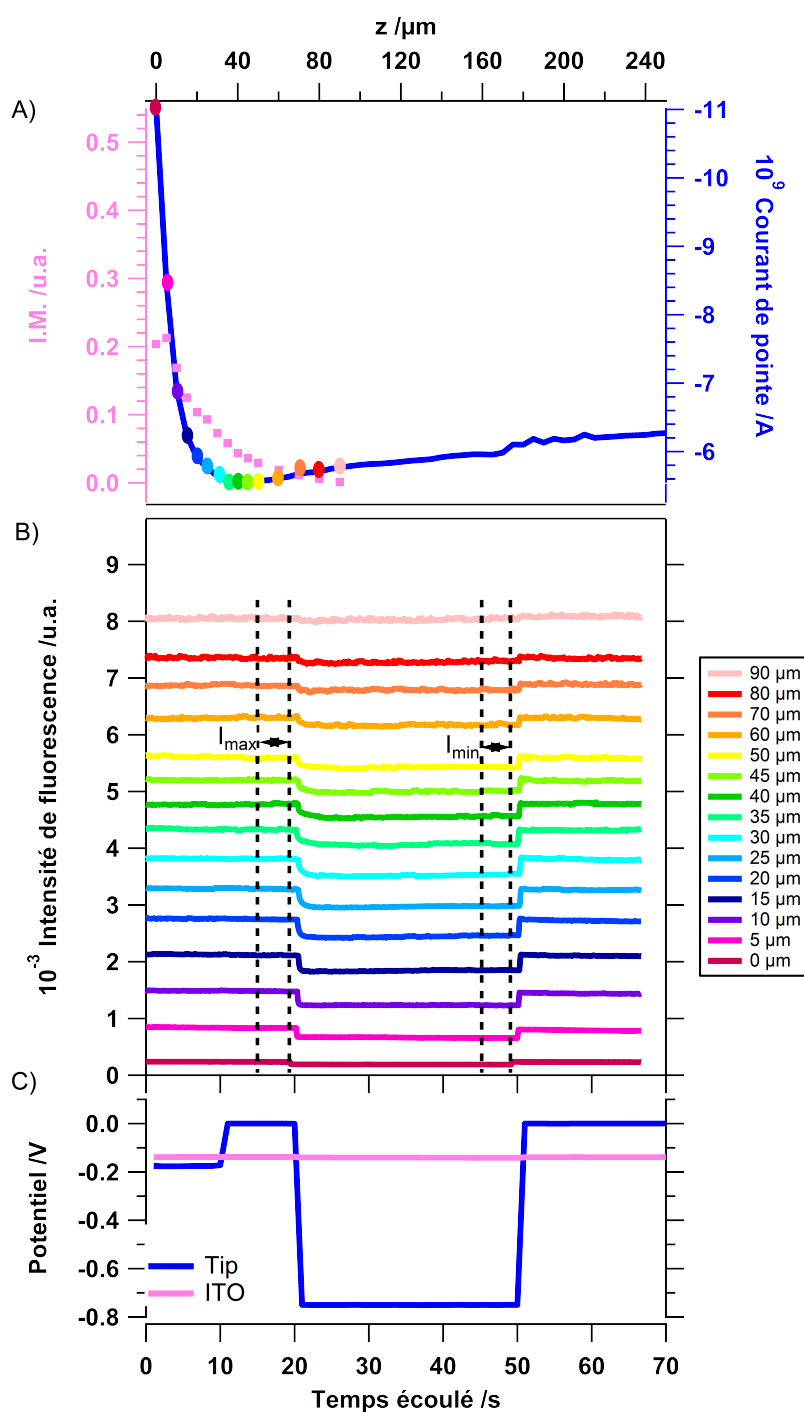 z /µm
0 40 80 120 160 200 240
A)
0.5
0.4
0.3
0.2
0.1
0.0
I.M. /u.a.
-11
-10
-9
-8
-7
-6
10⁹ Courant de pointe /A
B)
9
8
7
6
5
4
3
2
1
0
10⁻³ Intensité de fluorescence /u.a.
Imax
Imin
90 µm
80 µm
70 µm
60 µm
50 µm
45 µm
40 µm
35 µm
30 µm
25 µm
20 µm
15 µm
10 µm
5 µm
0 µm
C)
0.0
-0.2
-0.4
-0.6
-0.8
Potentiel /V
Tip
ITO
0 10 20 30 40 50 60 70
Temps écoulé /s